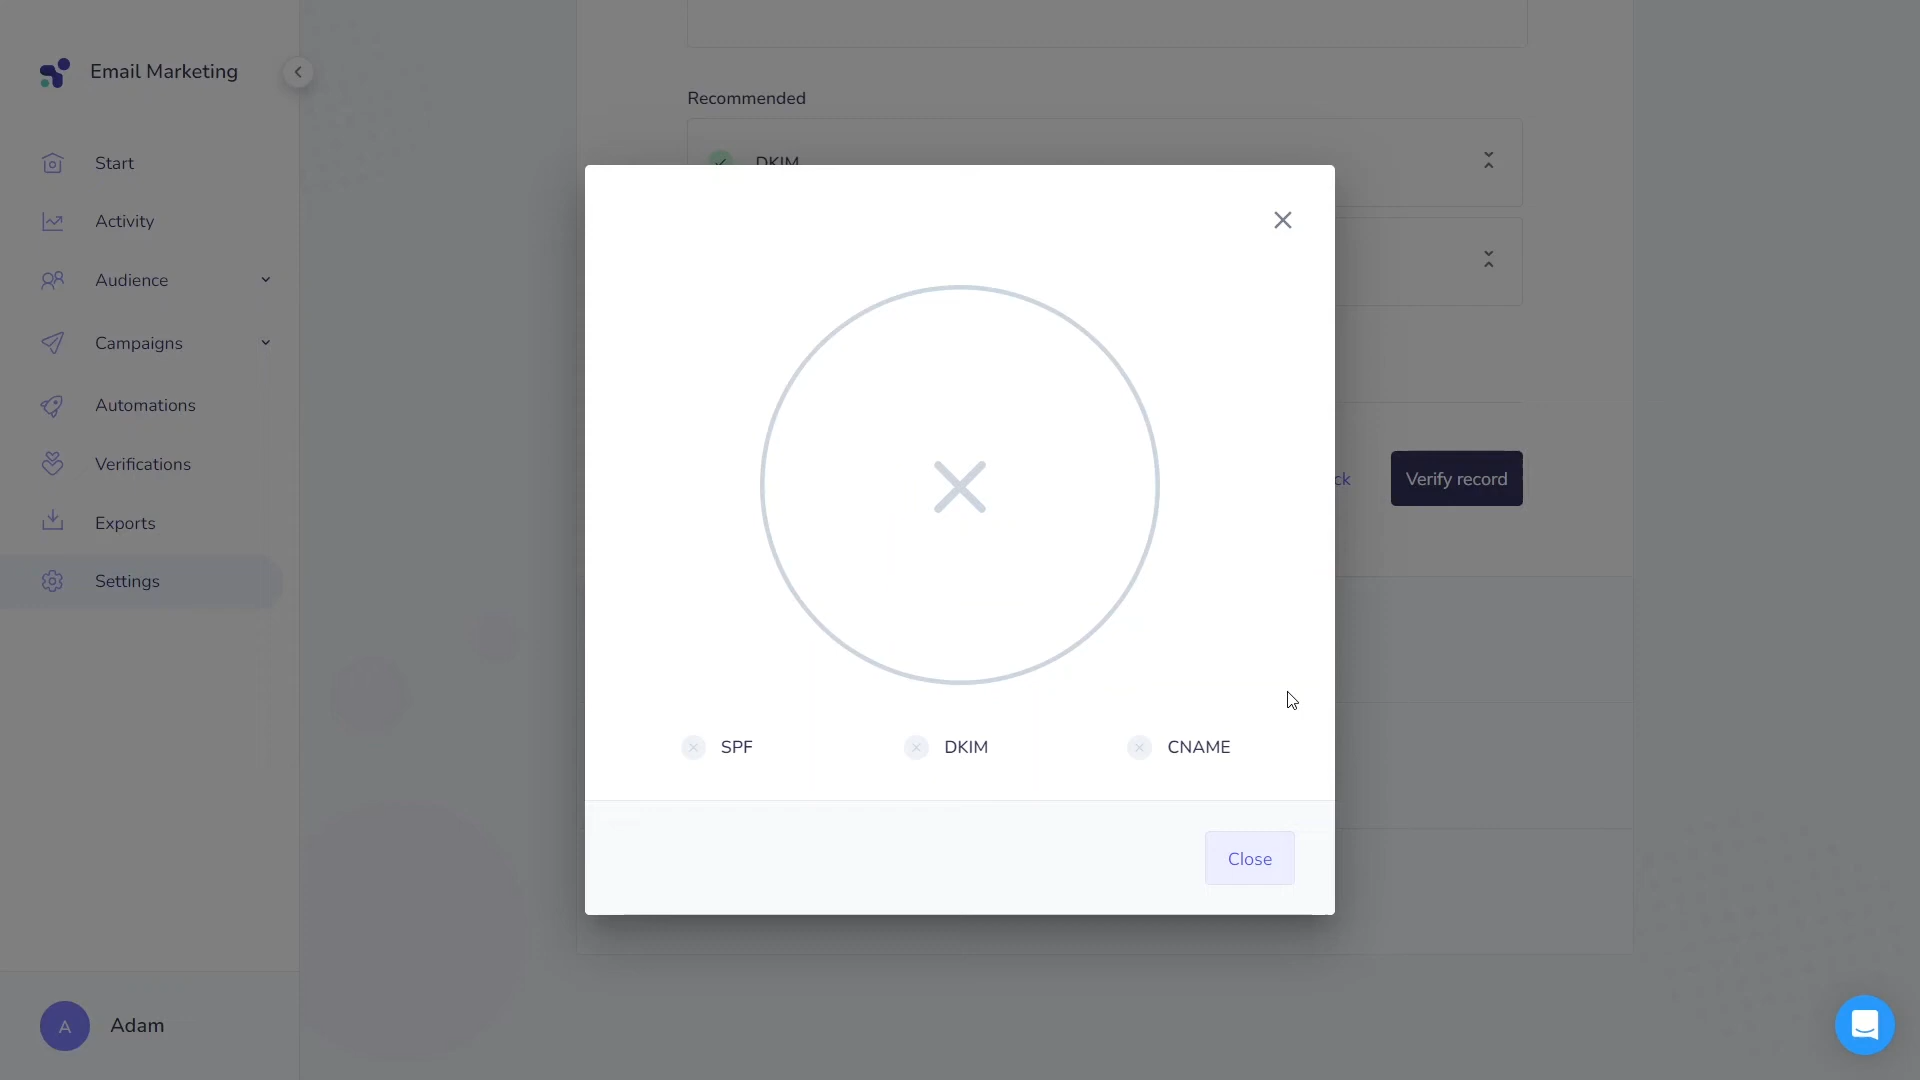 Email Marketing
Start
Activity
Audience
Campaigns
Automations
Verifications
Exports
Settings
A
Adam
Recommended
DKIM
ck
Verify record
SPF
DKIM
CNAME
Close